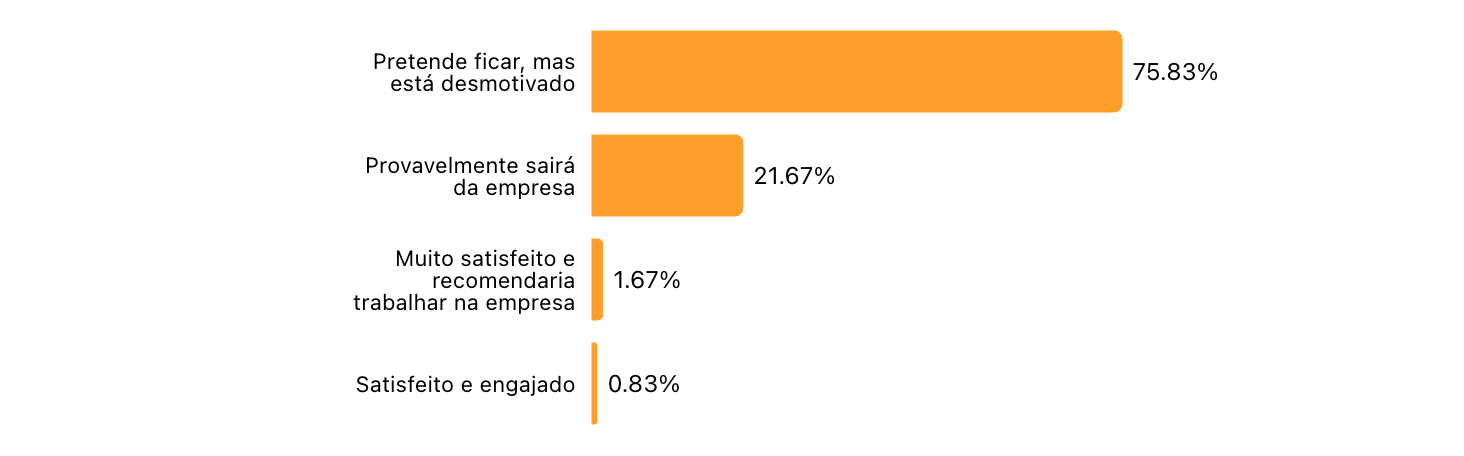 Pretende ficar, mas
está desmotivado
75.83%
Provavelmente sairá
da empresa
21.67%
Muito satisfeito e
recomendaria
trabalhar na empresa
1.67%
Satisfeito e engajado
0.83%